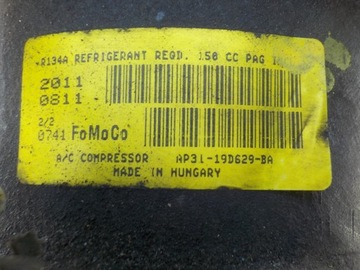 *R134A REFRIGERANT REQD. 150 CC PAG
2011
0811
2/2
0741 FoMoCo
A/C COMPRESSOR AP31-19D629-BA
MADE IN HUNGARY